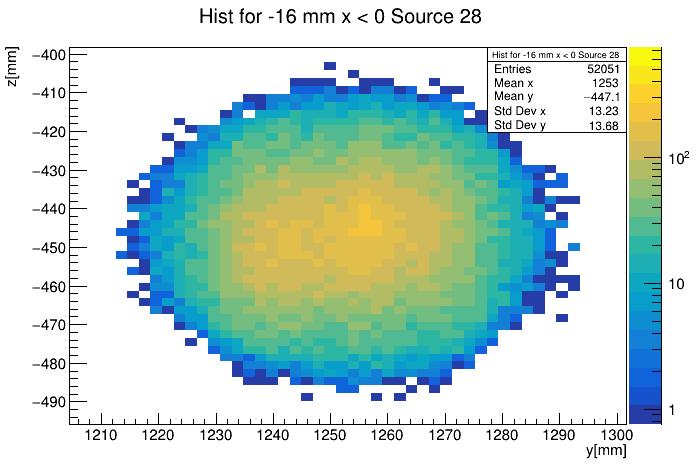 Hist for -16 mm x < 0 Source 28
z[mm]
−400
−410
−420
−430
−440
−450
−460
−470
−480
−490
Hist for -16 mm x < 0 Source 28
Entries 52051
Mean x 1253
Mean y −447.1
Std Dev x 13.23
Std Dev y 13.68
10²
10
1
1210 1220 1230 1240 1250 1260 1270 1280 1290 1300
y[mm]